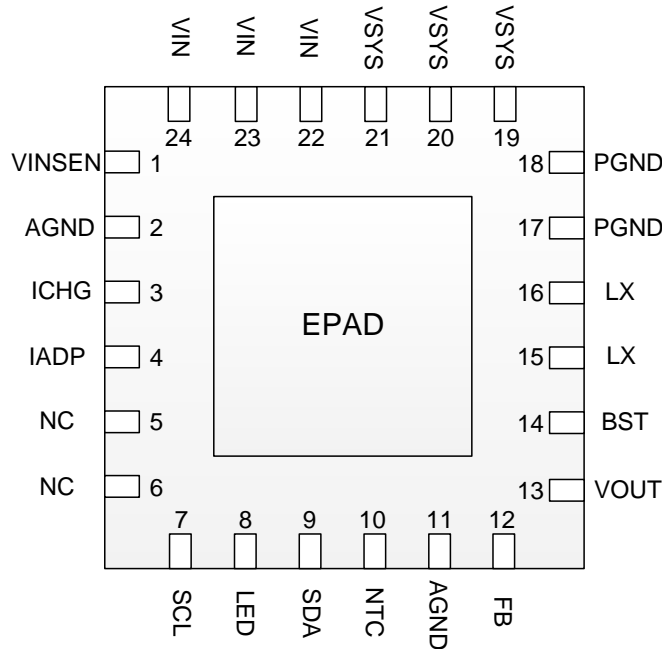 VIN VIN VIN VSYS VSYS VSYS
24 23 22 21 20 19
VINSEN 1 18 PGND
AGND 2 17 PGND
ICHG 3 16 LX
EPAD
IADP 4 15 LX
NC 5 14 BST
NC 6 13 VOUT
7 8 9 10 11 12
SCL LED SDA NTC AGND FB